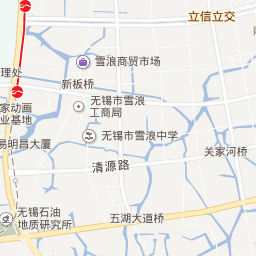 立信立交
雪浪商贸市场
理处
新板桥
家动画
业基地
无锡市雪浪
工商局
无锡市雪浪中学
易明昌大厦
关家河桥
清源路
无锡石油
地质研究所
五湖大道桥